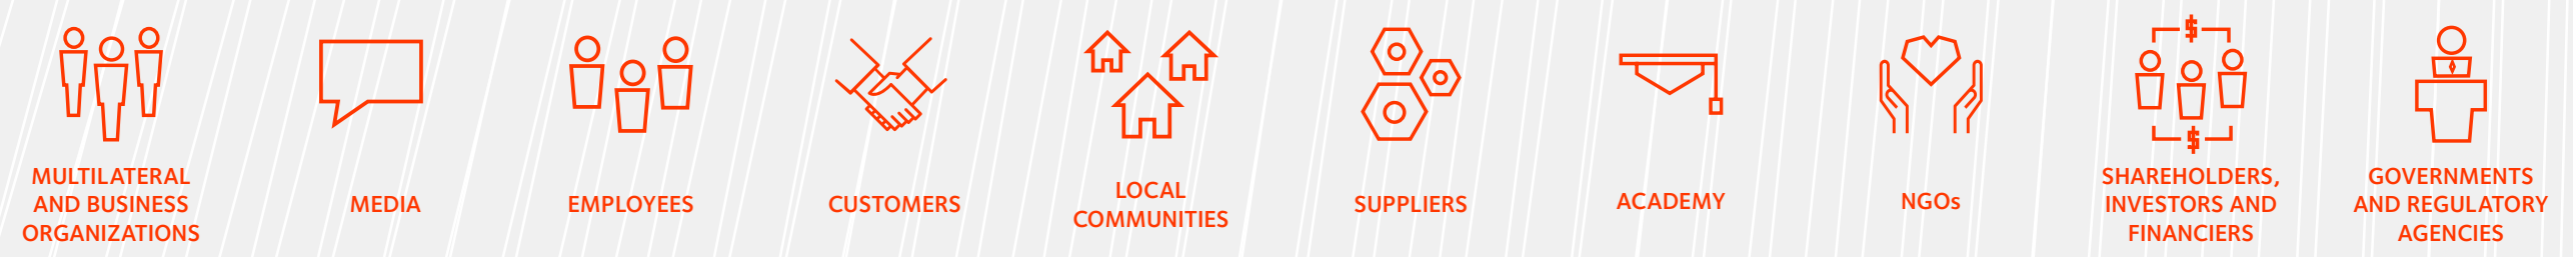 MULTILATERAL
AND BUSINESS
ORGANIZATIONS
MEDIA
EMPLOYEES
CUSTOMERS
LOCAL
COMMUNITIES
SUPPLIERS
ACADEMY
NGOs
$
$
SHAREHOLDERS,
INVESTORS AND
FINANCIERS
GOVERNMENTS
AND REGULATORY
AGENCIES